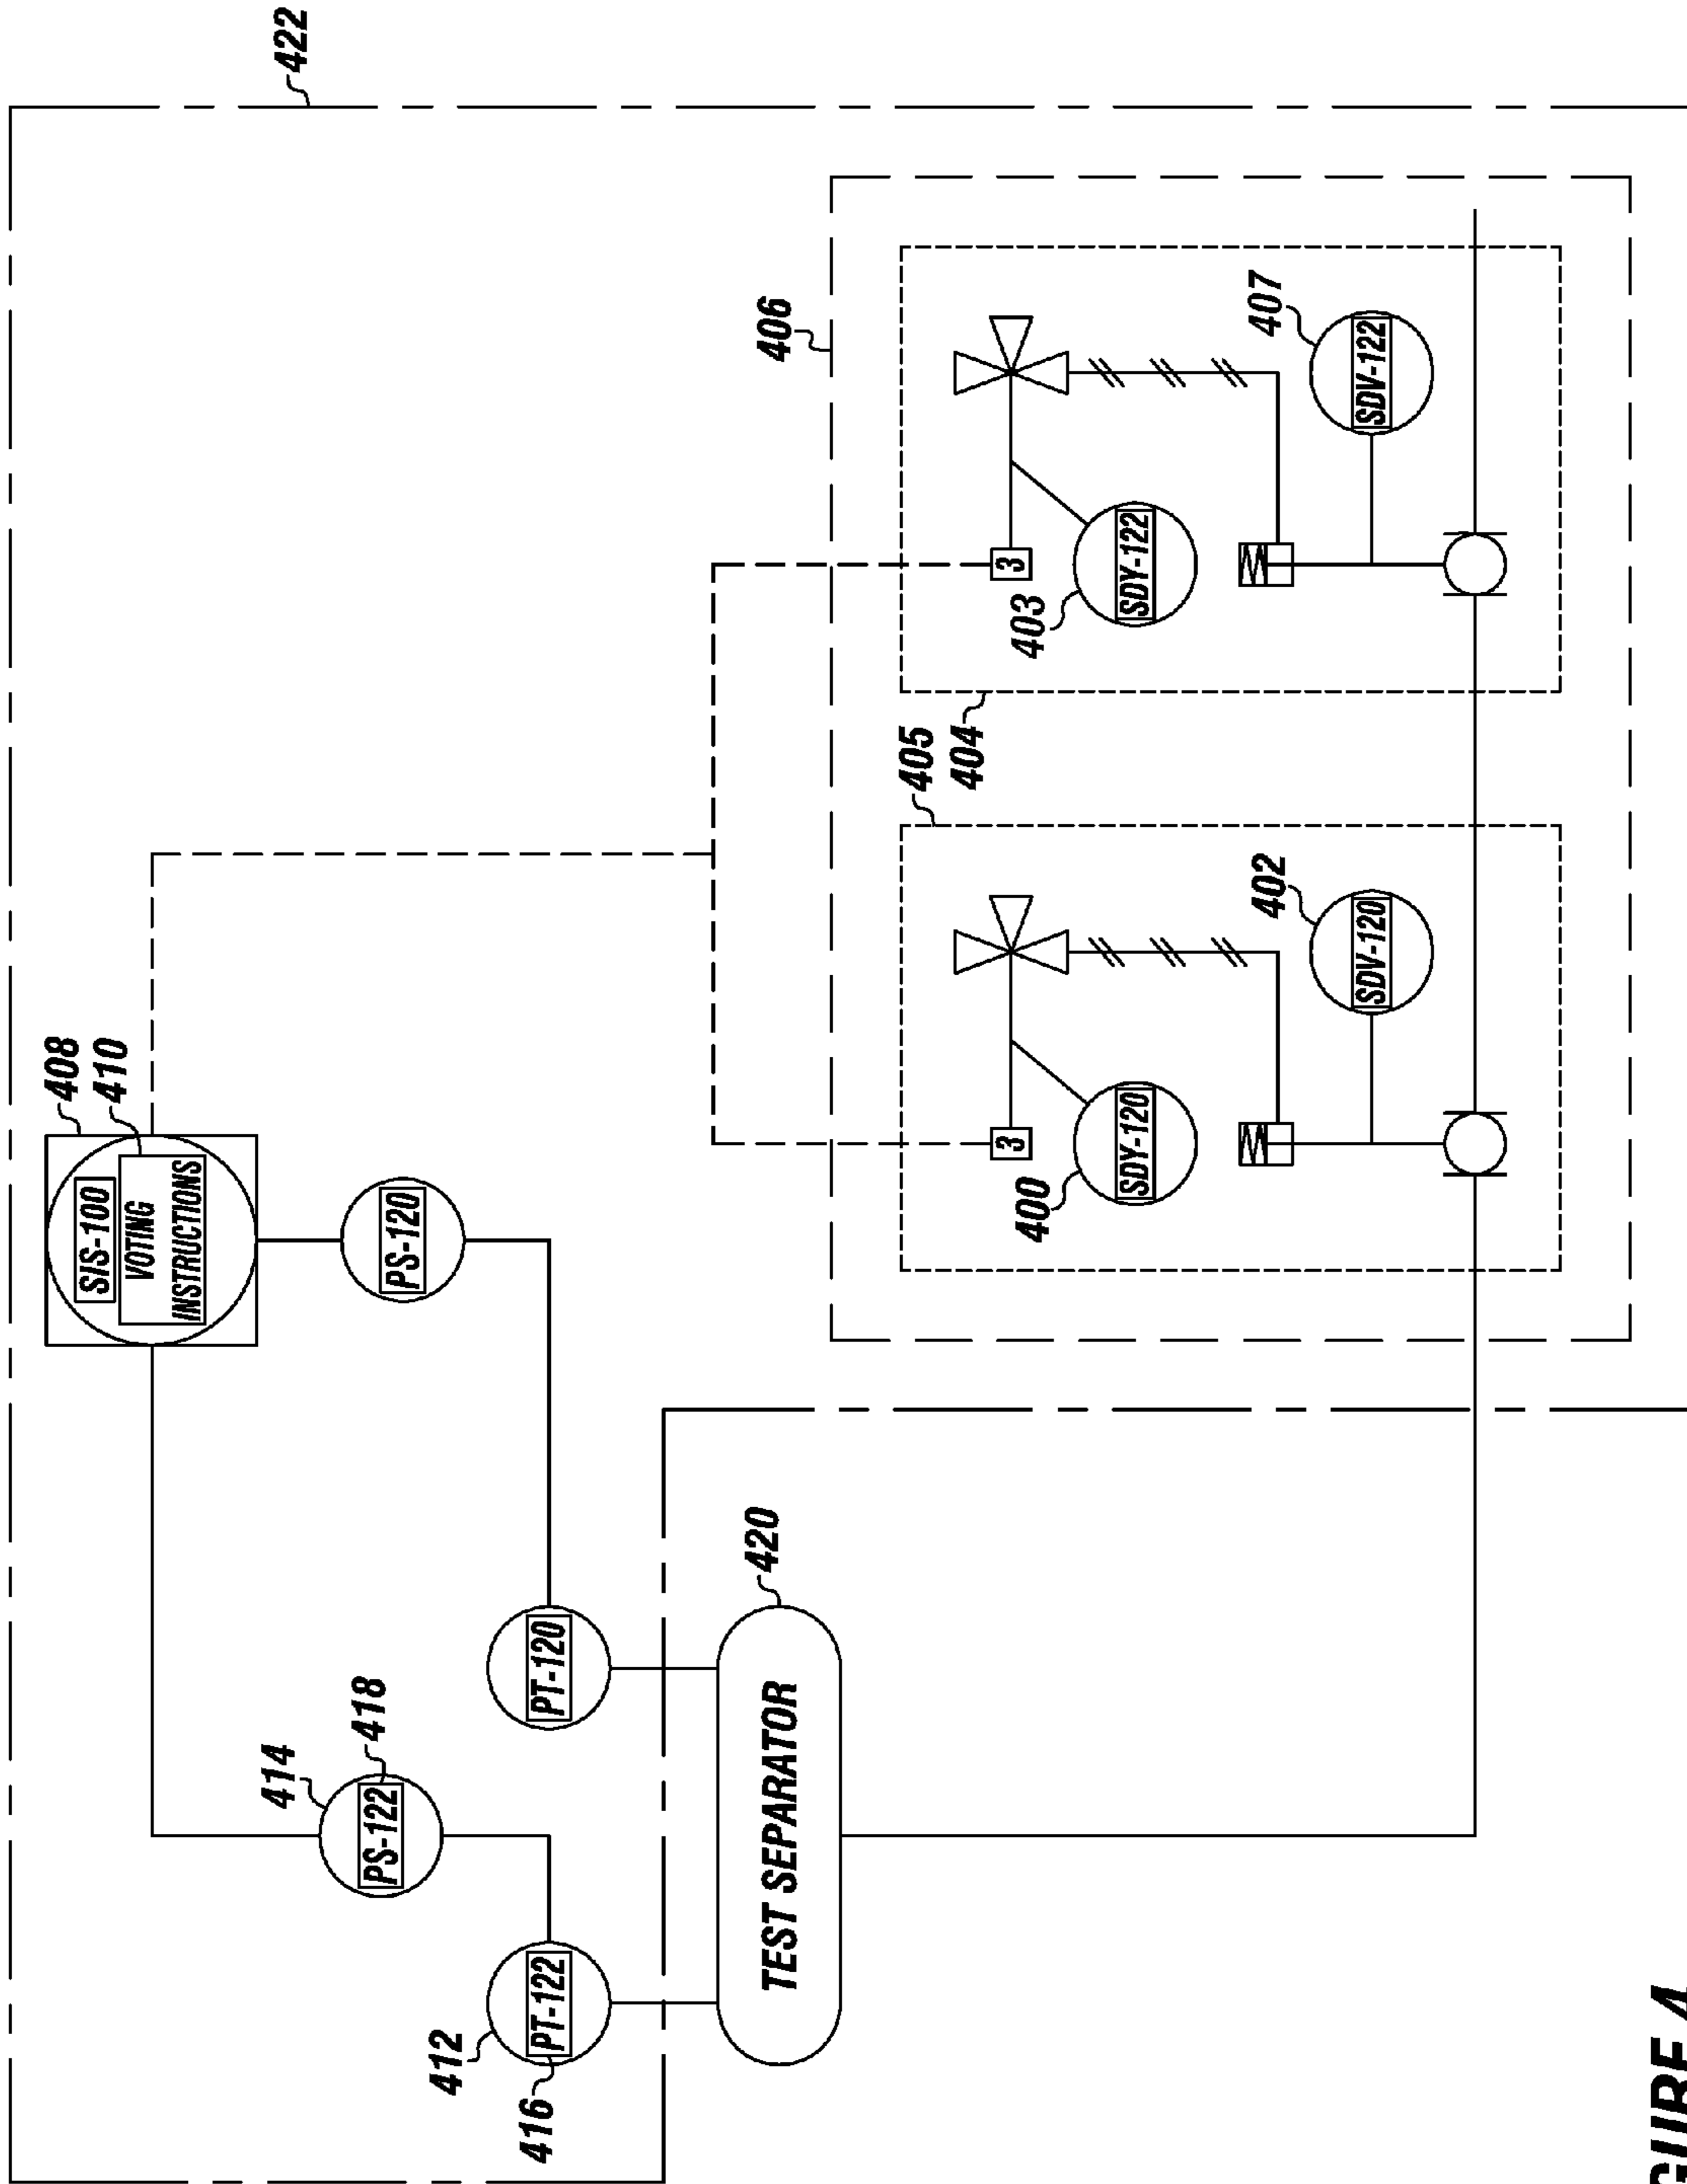 408
SIS-100
410
VOTING
INSTRUCTIONS
414
422
PS-122
418
PS-120
412
416
PT-122
PT-120
420
TEST SEPARATOR
406
405
404
3
3
400
403
SDY-120
SDY-122
402
407
SDV-120
SDV-122
GURE 4